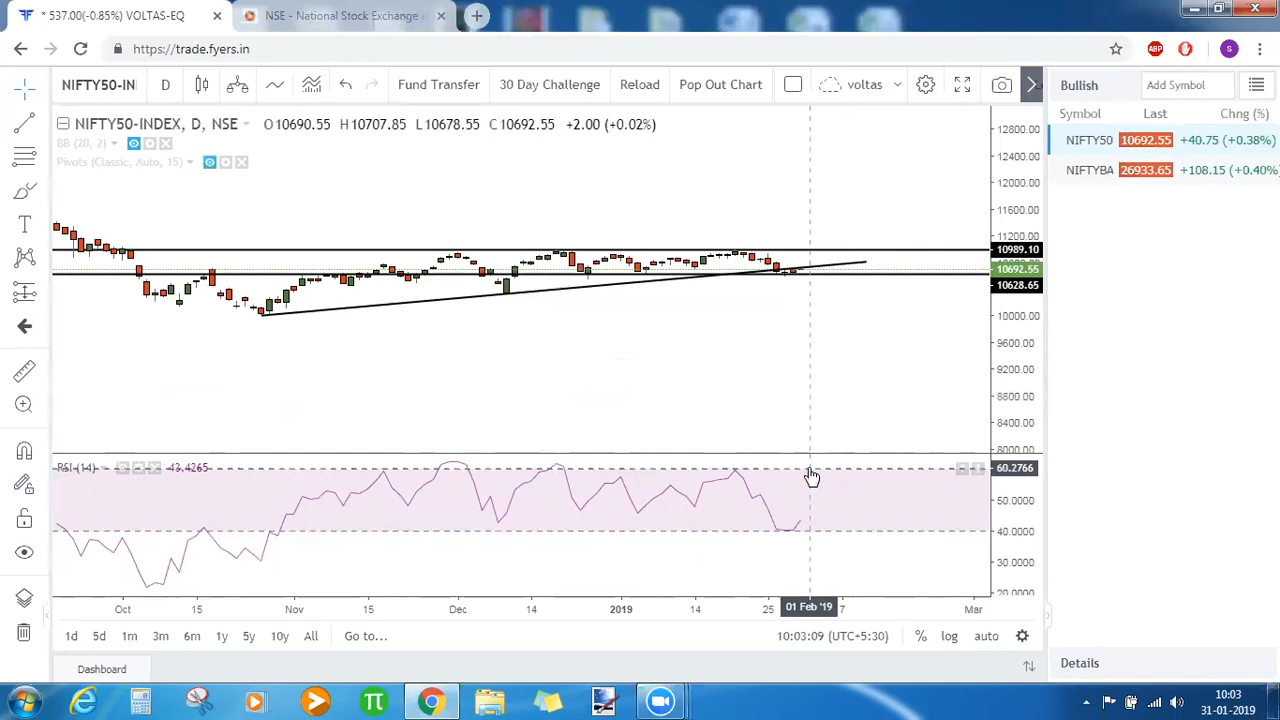 * 537.00(-0.85%) VOLTAS-EQ
NSE - National Stock Exchange
https://trade.fyers.in
ABP
S
NIFTY50-IN
D
Fund Transfer
30 Day Challenge
Reload
Pop Out Chart
voltas
Bullish
Add Symbol
Symbol Last Chng (%)
NIFTY50 10692.55 +40.75 (+0.38%)
NIFTYBA 26933.65 +108.15 (+0.40%)
NIFTY50-INDEX, D, NSE
O10690.55 H10707.85 L10678.55 C10692.55 +2.00 (+0.02%)
BB (20, 2)
Pivots (Classic, Auto, 15)
12800.00
12400.00
12000.00
11600.00
11200.00
10989.10
10692.55
10628.65
10000.00
9600.00
9200.00
8800.00
8400.00
8000.00
RSI (14) 43.4265
60.2766
50.0000
40.0000
30.0000
20.0000
Oct 15 Nov 15 Dec 14 2019 14 25 01 Feb '19 7 Mar
1d 5d 1m 3m 6m 1y 5y 10y All Go to...
10:03:09 (UTC+5:30) % log auto
Dashboard
Details
10:03
31-01-2019